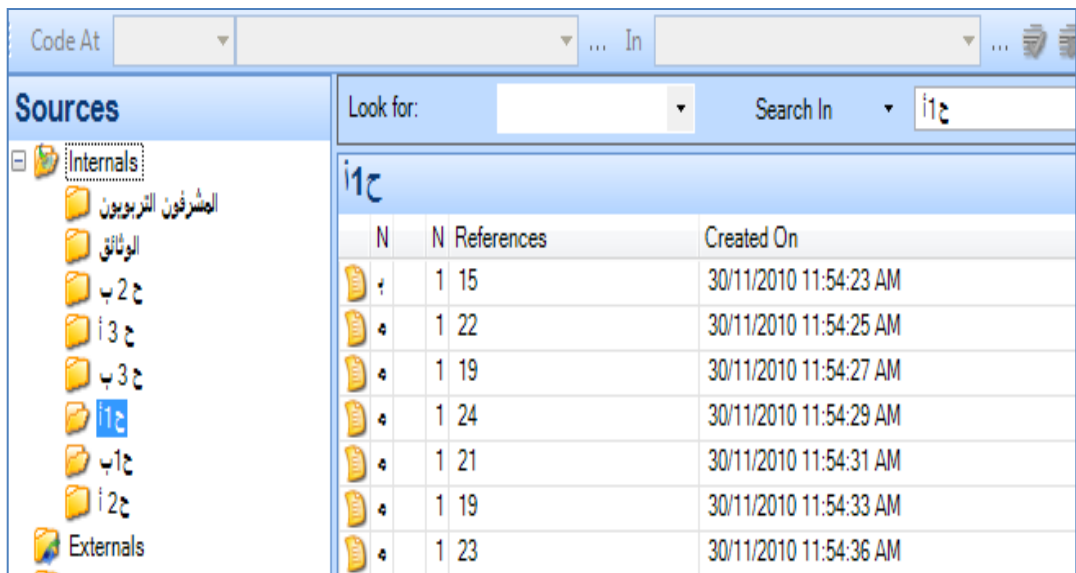 Code At ... In ...
Sources
Internals
المشرفون التربويون
الوثائق
ح 2 ب
ح 3 أ
ح 3 ب
ح1أ
ح1ب
ح2 أ
Externals
Look for: Search In ح1أ
ح1أ
N N References Created On
1 15 30/11/2010 11:54:23 AM
ه 1 22 30/11/2010 11:54:25 AM
ه 1 19 30/11/2010 11:54:27 AM
ه 1 24 30/11/2010 11:54:29 AM
ه 1 21 30/11/2010 11:54:31 AM
ه 1 19 30/11/2010 11:54:33 AM
ه 1 23 30/11/2010 11:54:36 AM